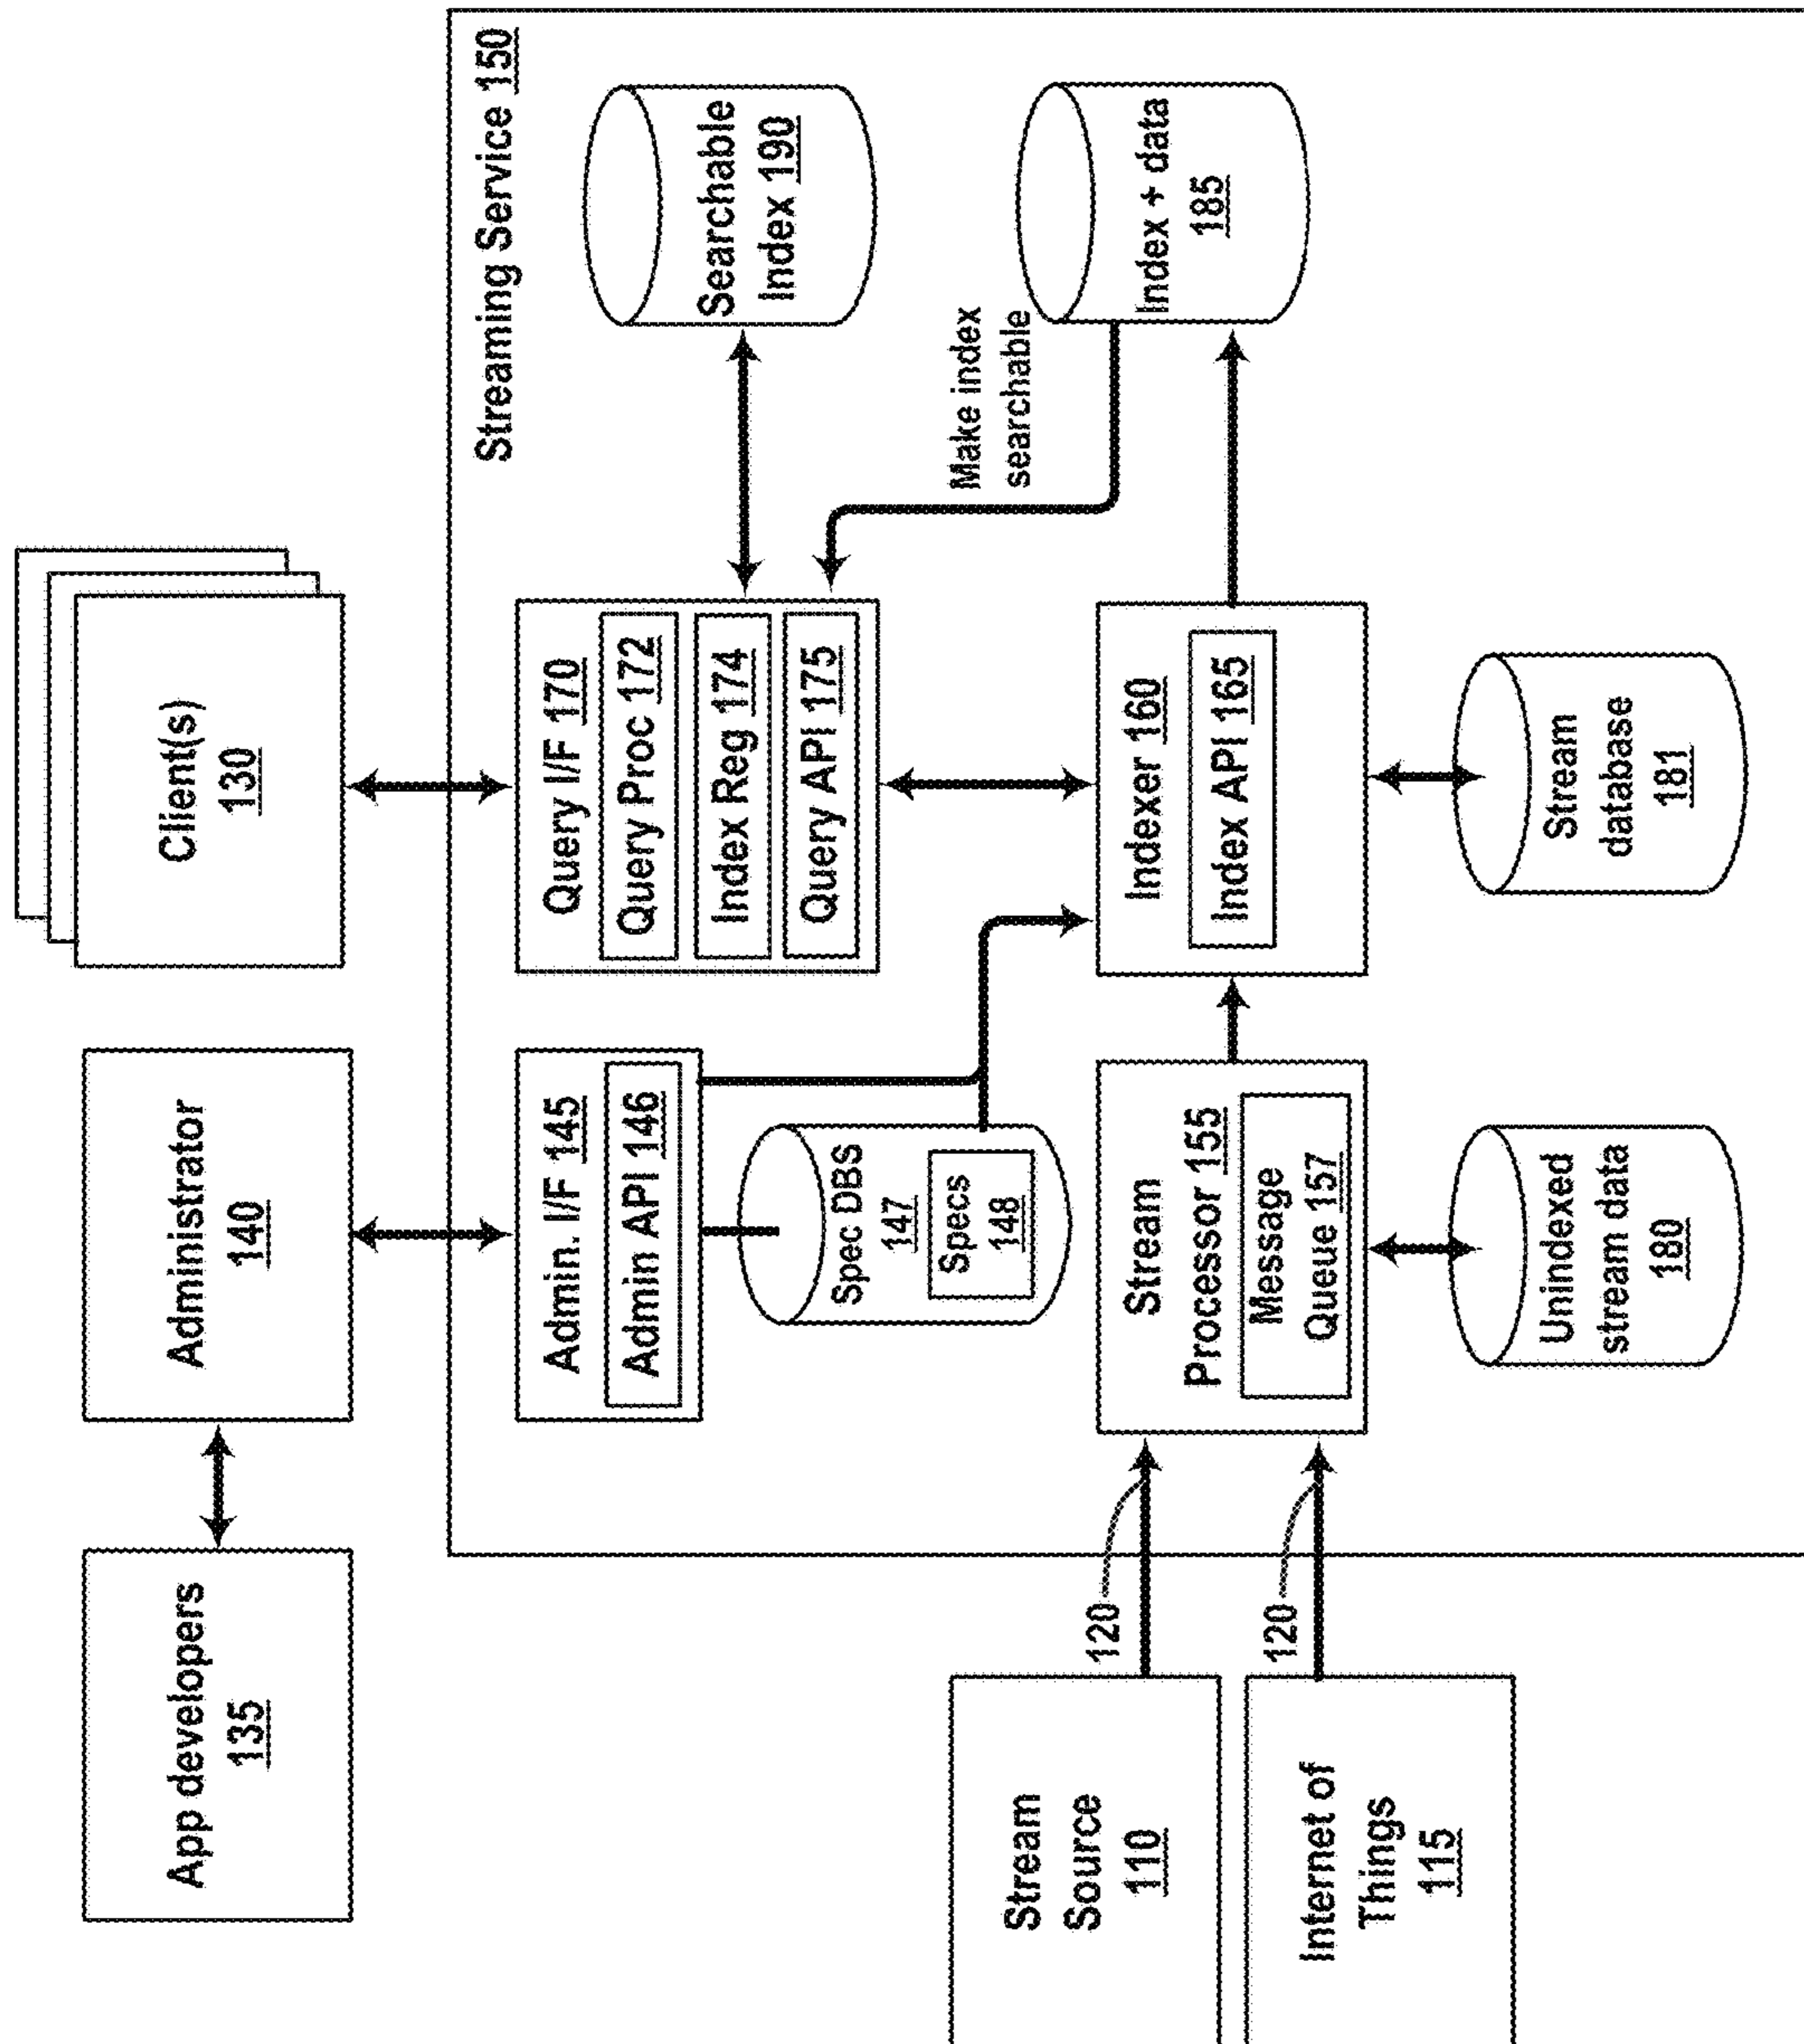 App developers
135
Administrator
140
Client(s)
130
Streaming Service 150
Admin. I/F 145
Admin API 146
Query I/F 170
Query Proc 172
Index Reg 174
Query API 175
Searchable
Index 190
Spec DBS
147
Specs
148
Make index
searchable
Stream
Source
110
120
Internet of
Things
115
120
Stream
Processor 155
Message
Queue 157
Indexer 160
Index API 165
Index + data
185
Unindexed
stream data
180
Stream
database
181